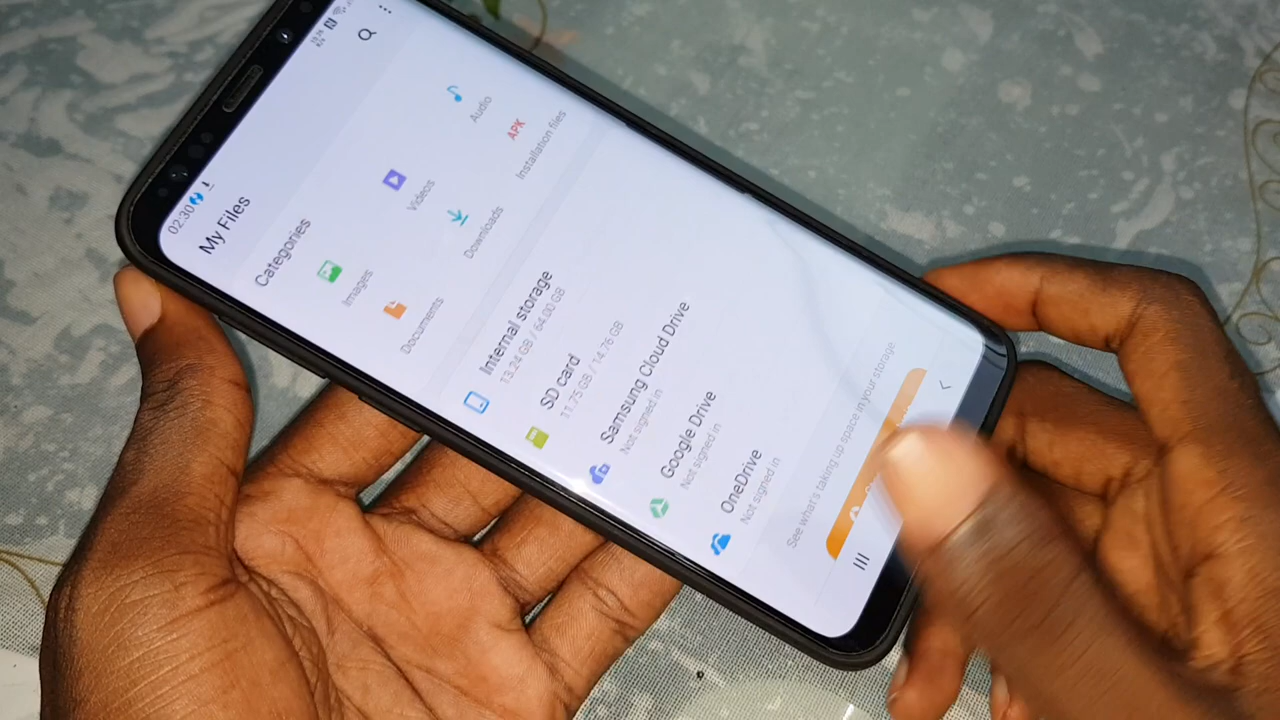 02:30
My Files
Categories
Images
Videos
Audio
Documents
Downloads
APK
Installation files
Internal storage
13.24 GB / 64.00 GB
SD card
11.75 GB / 14.76 GB
Samsung Cloud Drive
Not signed in
Google Drive
Not signed in
OneDrive
Not signed in
See what's taking up space in your storage